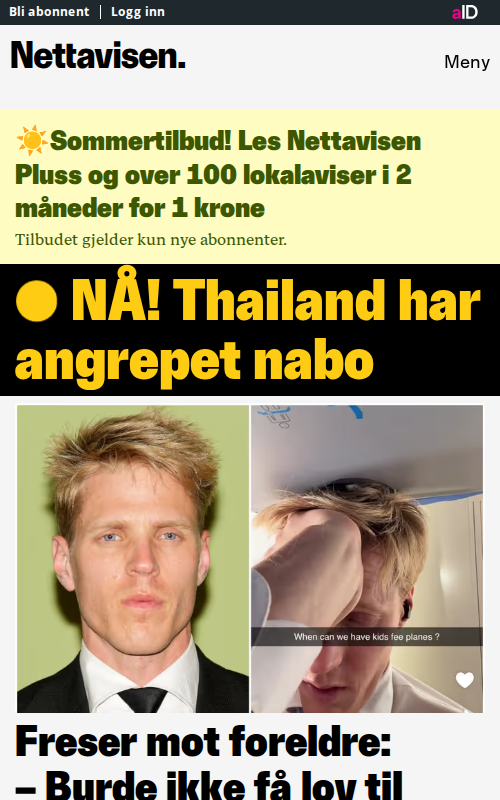 Bli abonnent | Logg inn
aID
Nettavisen.
Meny
☀️Sommertilbud! Les Nettavisen
Pluss og over 100 lokalaviser i 2
måneder for 1 krone
Tilbudet gjelder kun nye abonnenter.
NÅ! Thailand har
angrepet nabo
When can we have kids fee planes ?
Freser mot foreldre:
– Burde ikke få lov til